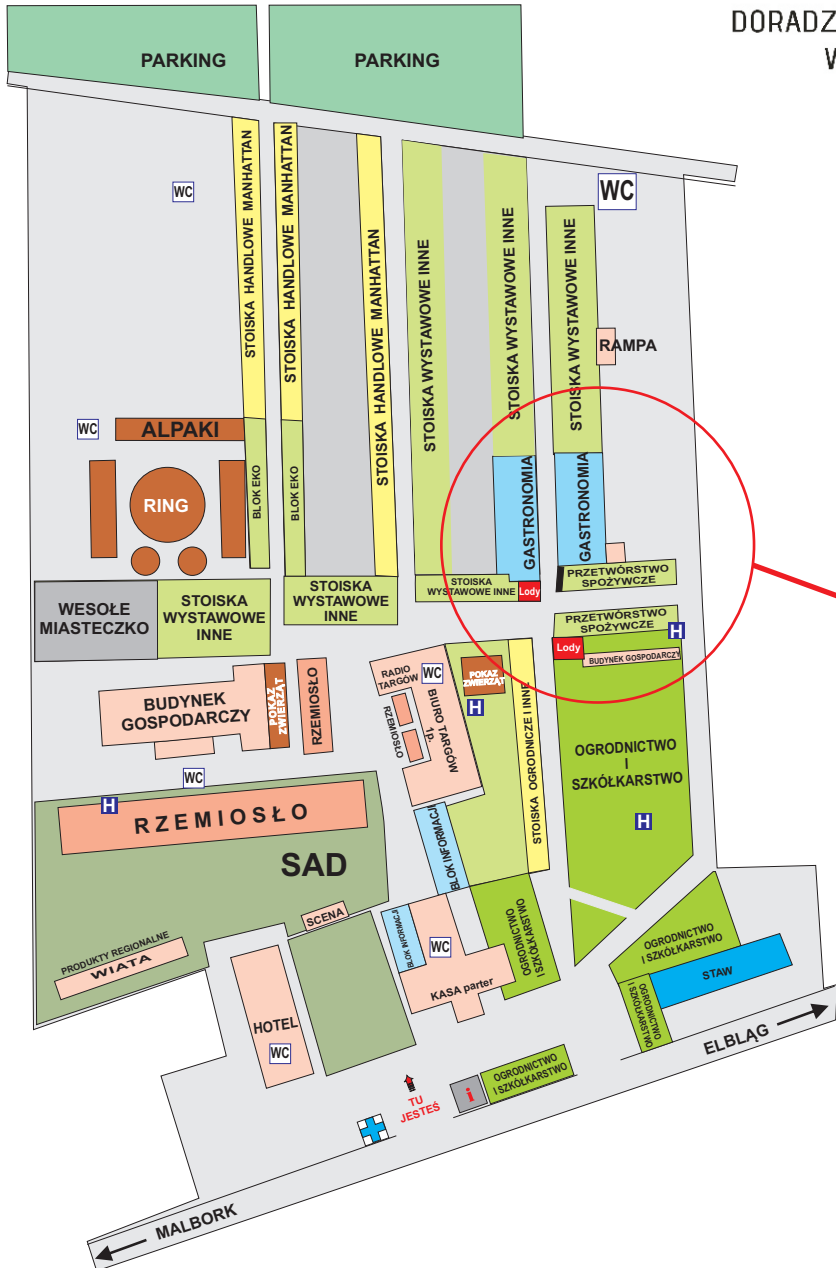 DORADZ
W
PARKING
PARKING
WC
WC
STOISKA HANDLOWE MANHATTAN
STOISKA HANDLOWE MANHATTAN
STOISKA HANDLOWE MANHATTAN
STOISKA WYSTAWOWE INNE
STOISKA WYSTAWOWE INNE
STOISKA WYSTAWOWE INNE
RAMPA
WC
ALPAKI
RING
BLOK EKO
BLOK EKO
GASTRONOMIA
GASTRONOMIA
PRZETWÓRSTWO
SPOŻYWCZE
WESOŁE
MIASTECZKO
STOISKA
WYSTAWOWE
INNE
STOISKA
WYSTAWOWE
INNE
STOISKA
WYSTAWOWE INNE
Lody
PRZETWÓRSTWO
SPOŻYWCZE
H
Lody
BUDYNEK GOSPODARCZY
BUDYNEK
GOSPODARCZY
POKAZ
ZWIERZĄT
RZEMIOSŁO
RADIO
TARGÓW
WC
RZEMIOSŁO
BIURO TARGÓW
1p.
POKAZ
ZWIERZĄT
H
STOISKA OGRODNICZE I INNE
OGRODNICTWO
I
SZKÓŁKARSTWO
H
WC
H
RZEMIOSŁO
SAD
BLOK INFORMACJI
SCENA
PRODUKTY REGIONALNE
WIATA
BLOK INFORMACJI
WC
KASA parter
OGRODNICTWO
I SZKÓŁKARSTWO
OGRODNICTWO
I SZKÓŁKARSTWO
STAW
OGRODNICTWO
I SZKÓŁKARSTWO
HOTEL
WC
ELBLĄG
TU
JESTEŚ
i
OGRODNICTWO
I SZKÓŁKARSTWO
MALBORK